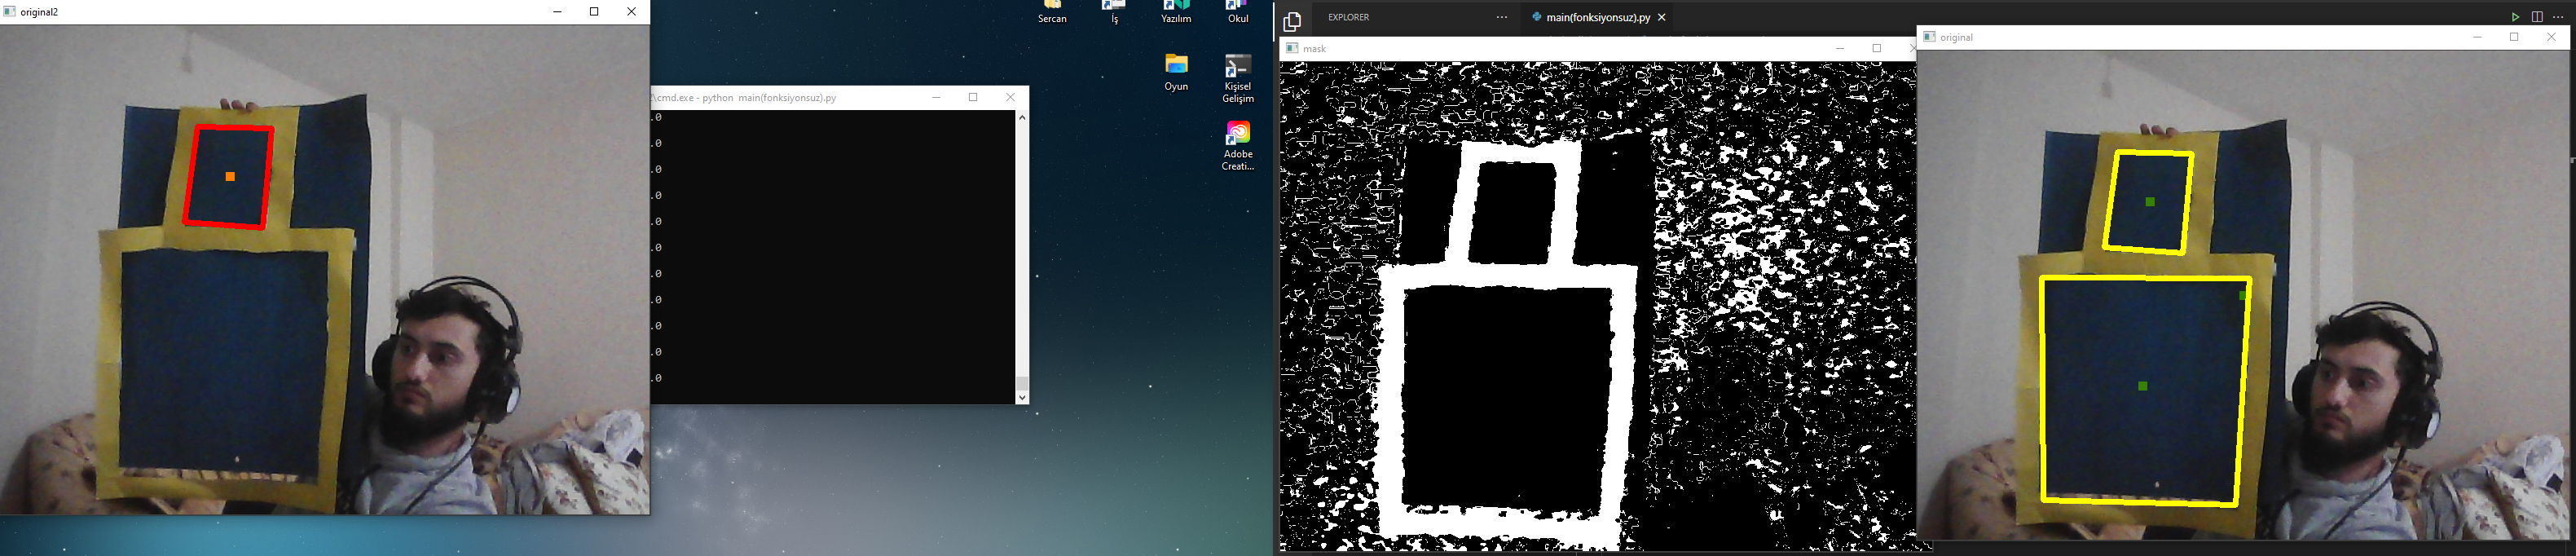 original2
.0
.0
.0
.0
.0
.0
.0
.0
.0
.0
.0
2\cmd.exe - python main(fonksiyonsuz).py
Sercan
İş
Yazılım
Okul
Oyun
Kişisel
Gelişim
Adobe
Creati...
EXPLORER
main(fonksiyonsuz).py
mask
original